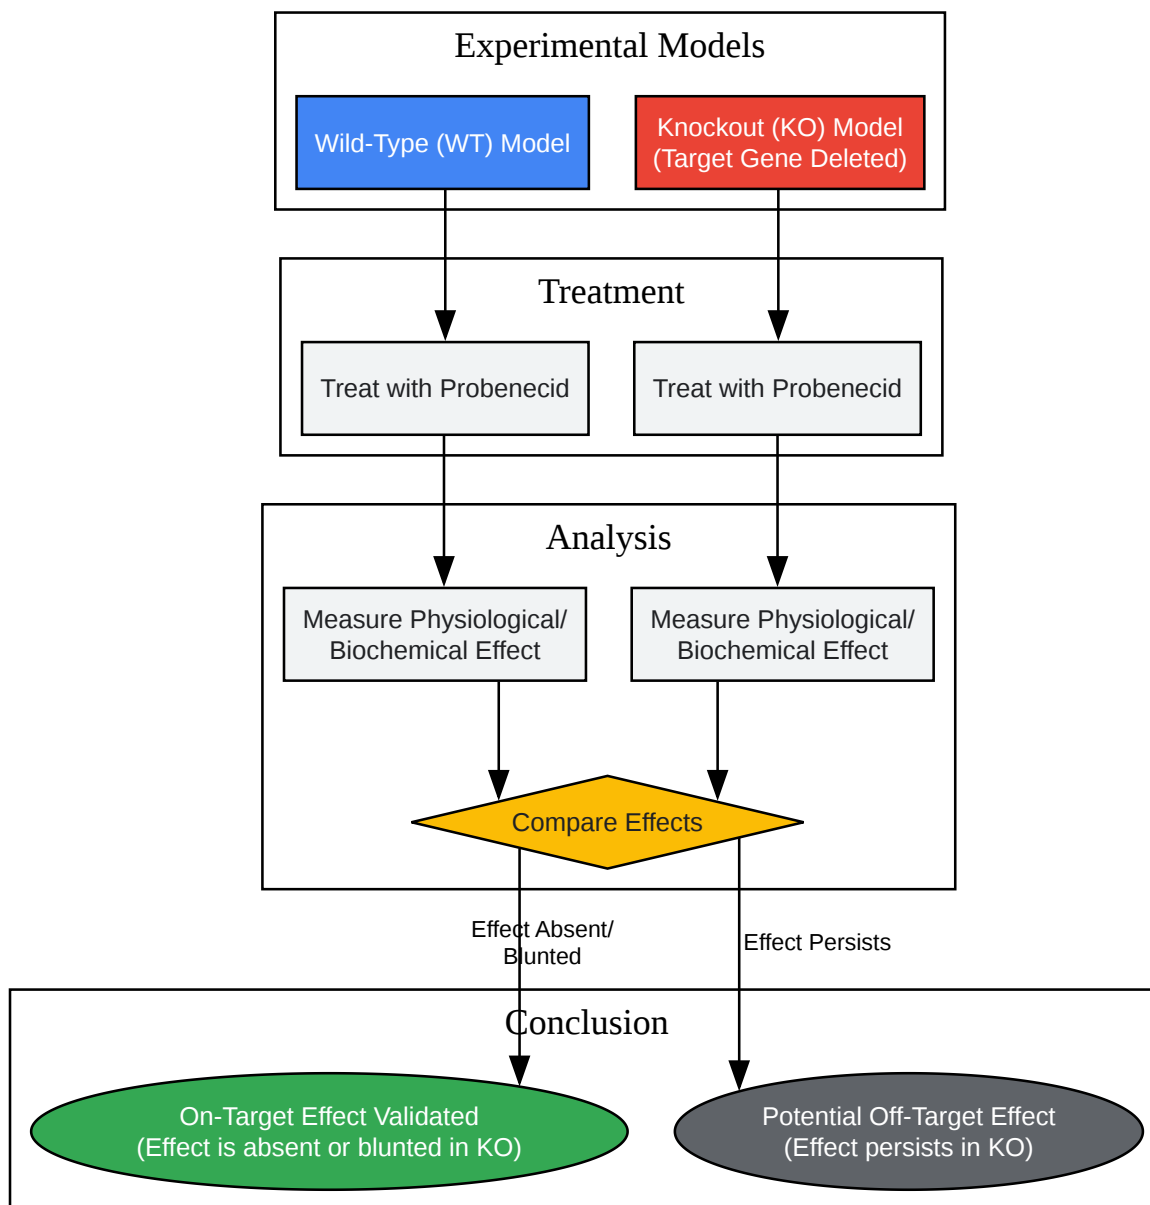 Experimental Models
Wild-Type (WT) Model
Knockout (KO) Model
(Target Gene Deleted)
Treatment
Treat with Probenecid
Treat with Probenecid
Analysis
Measure Physiological/
Biochemical Effect
Measure Physiological/
Biochemical Effect
Compare Effects
Effect Absent/
Blunted
Effect Persists
Conclusion
On-Target Effect Validated
(Effect is absent or blunted in KO)
Potential Off-Target Effect
(Effect persists in KO)